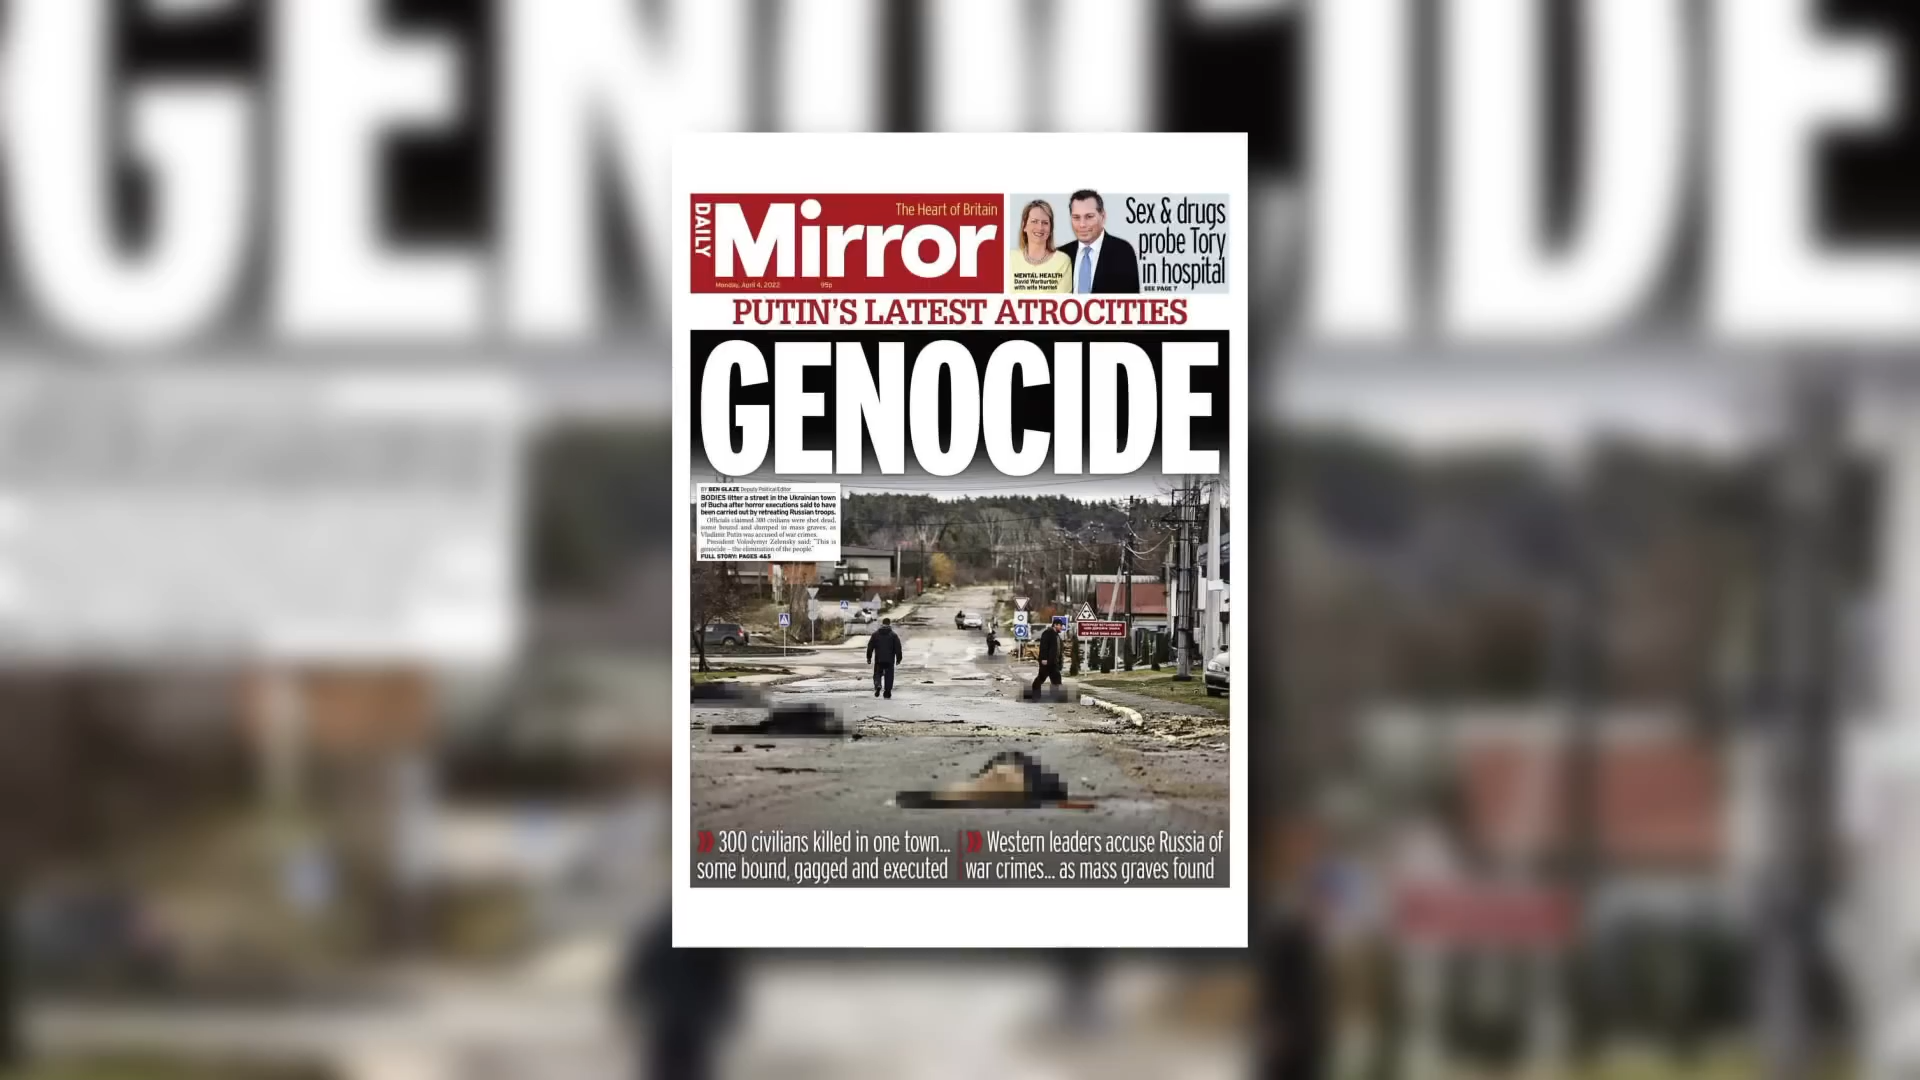 GENOCIDE
DAILY
Mirror
The Heart of Britain
Monday, April 4, 2022
95p
Sex & drugs
probe Tory
in hospital
SEE PAGE 7
MENTAL HEALTH
David Warburton
with wife Harriet
PUTIN'S LATEST ATROCITIES
GENOCIDE
BY BEN GLAZE Deputy Political Editor
BODIES litter a street in the Ukrainian town
of Bucha after horror executions said to have
been carried out by retreating Russian troops.
Officials claimed 300 civilians were shot dead,
some bound and dumped in mass graves, as
Vladimir Putin was accused of war crimes.
President Volodymyr Zelensky said: "This is
genocide – the elimination of the people."
FULL STORY: PAGES 4&5
» 300 civilians killed in one town...
some bound, gagged and executed
» Western leaders accuse Russia of
war crimes... as mass graves found